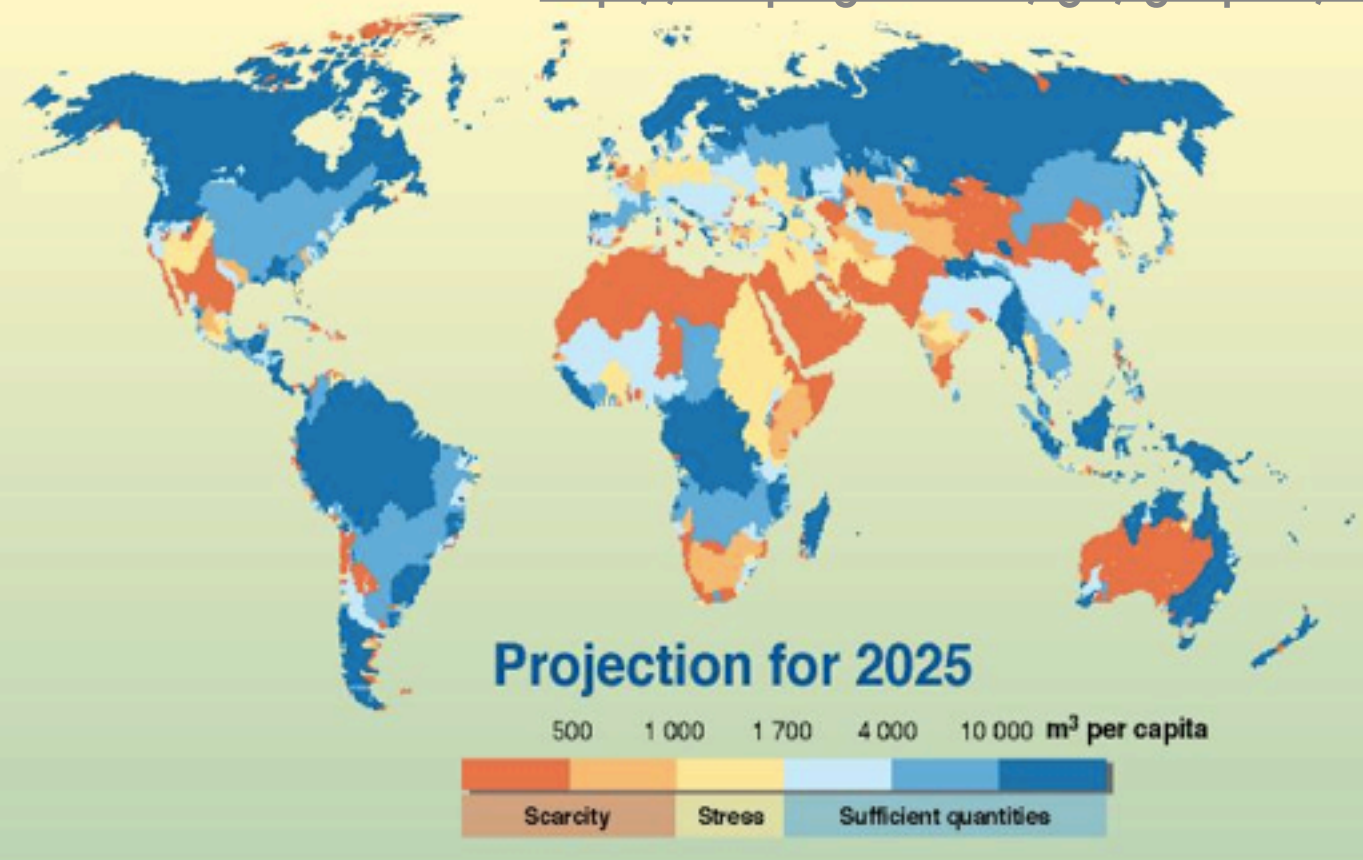 Projection for 2025
500 1 000 1 700 4 000 10 000 m³ per capita
Scarcity Stress Sufficient quantities